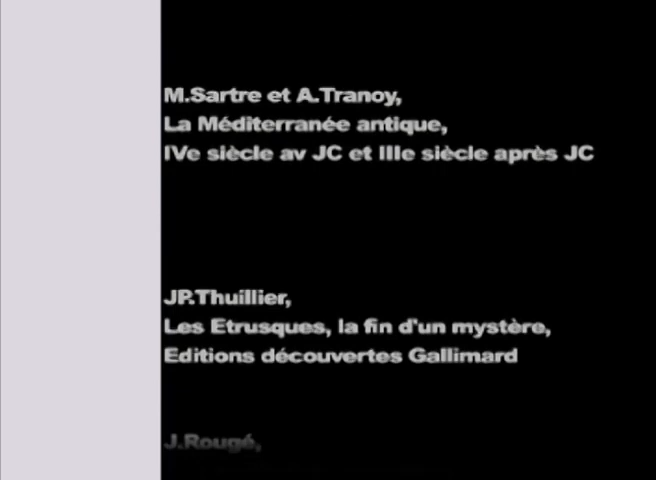 M.Sartre et A.Tranoy,
La Méditerranée antique,
IVe siècle av JC et IIIe siècle après JC
JP.Thuillier,
Les Etrusques, la fin d'un mystère,
Editions découvertes Gallimard
J.Rougé,